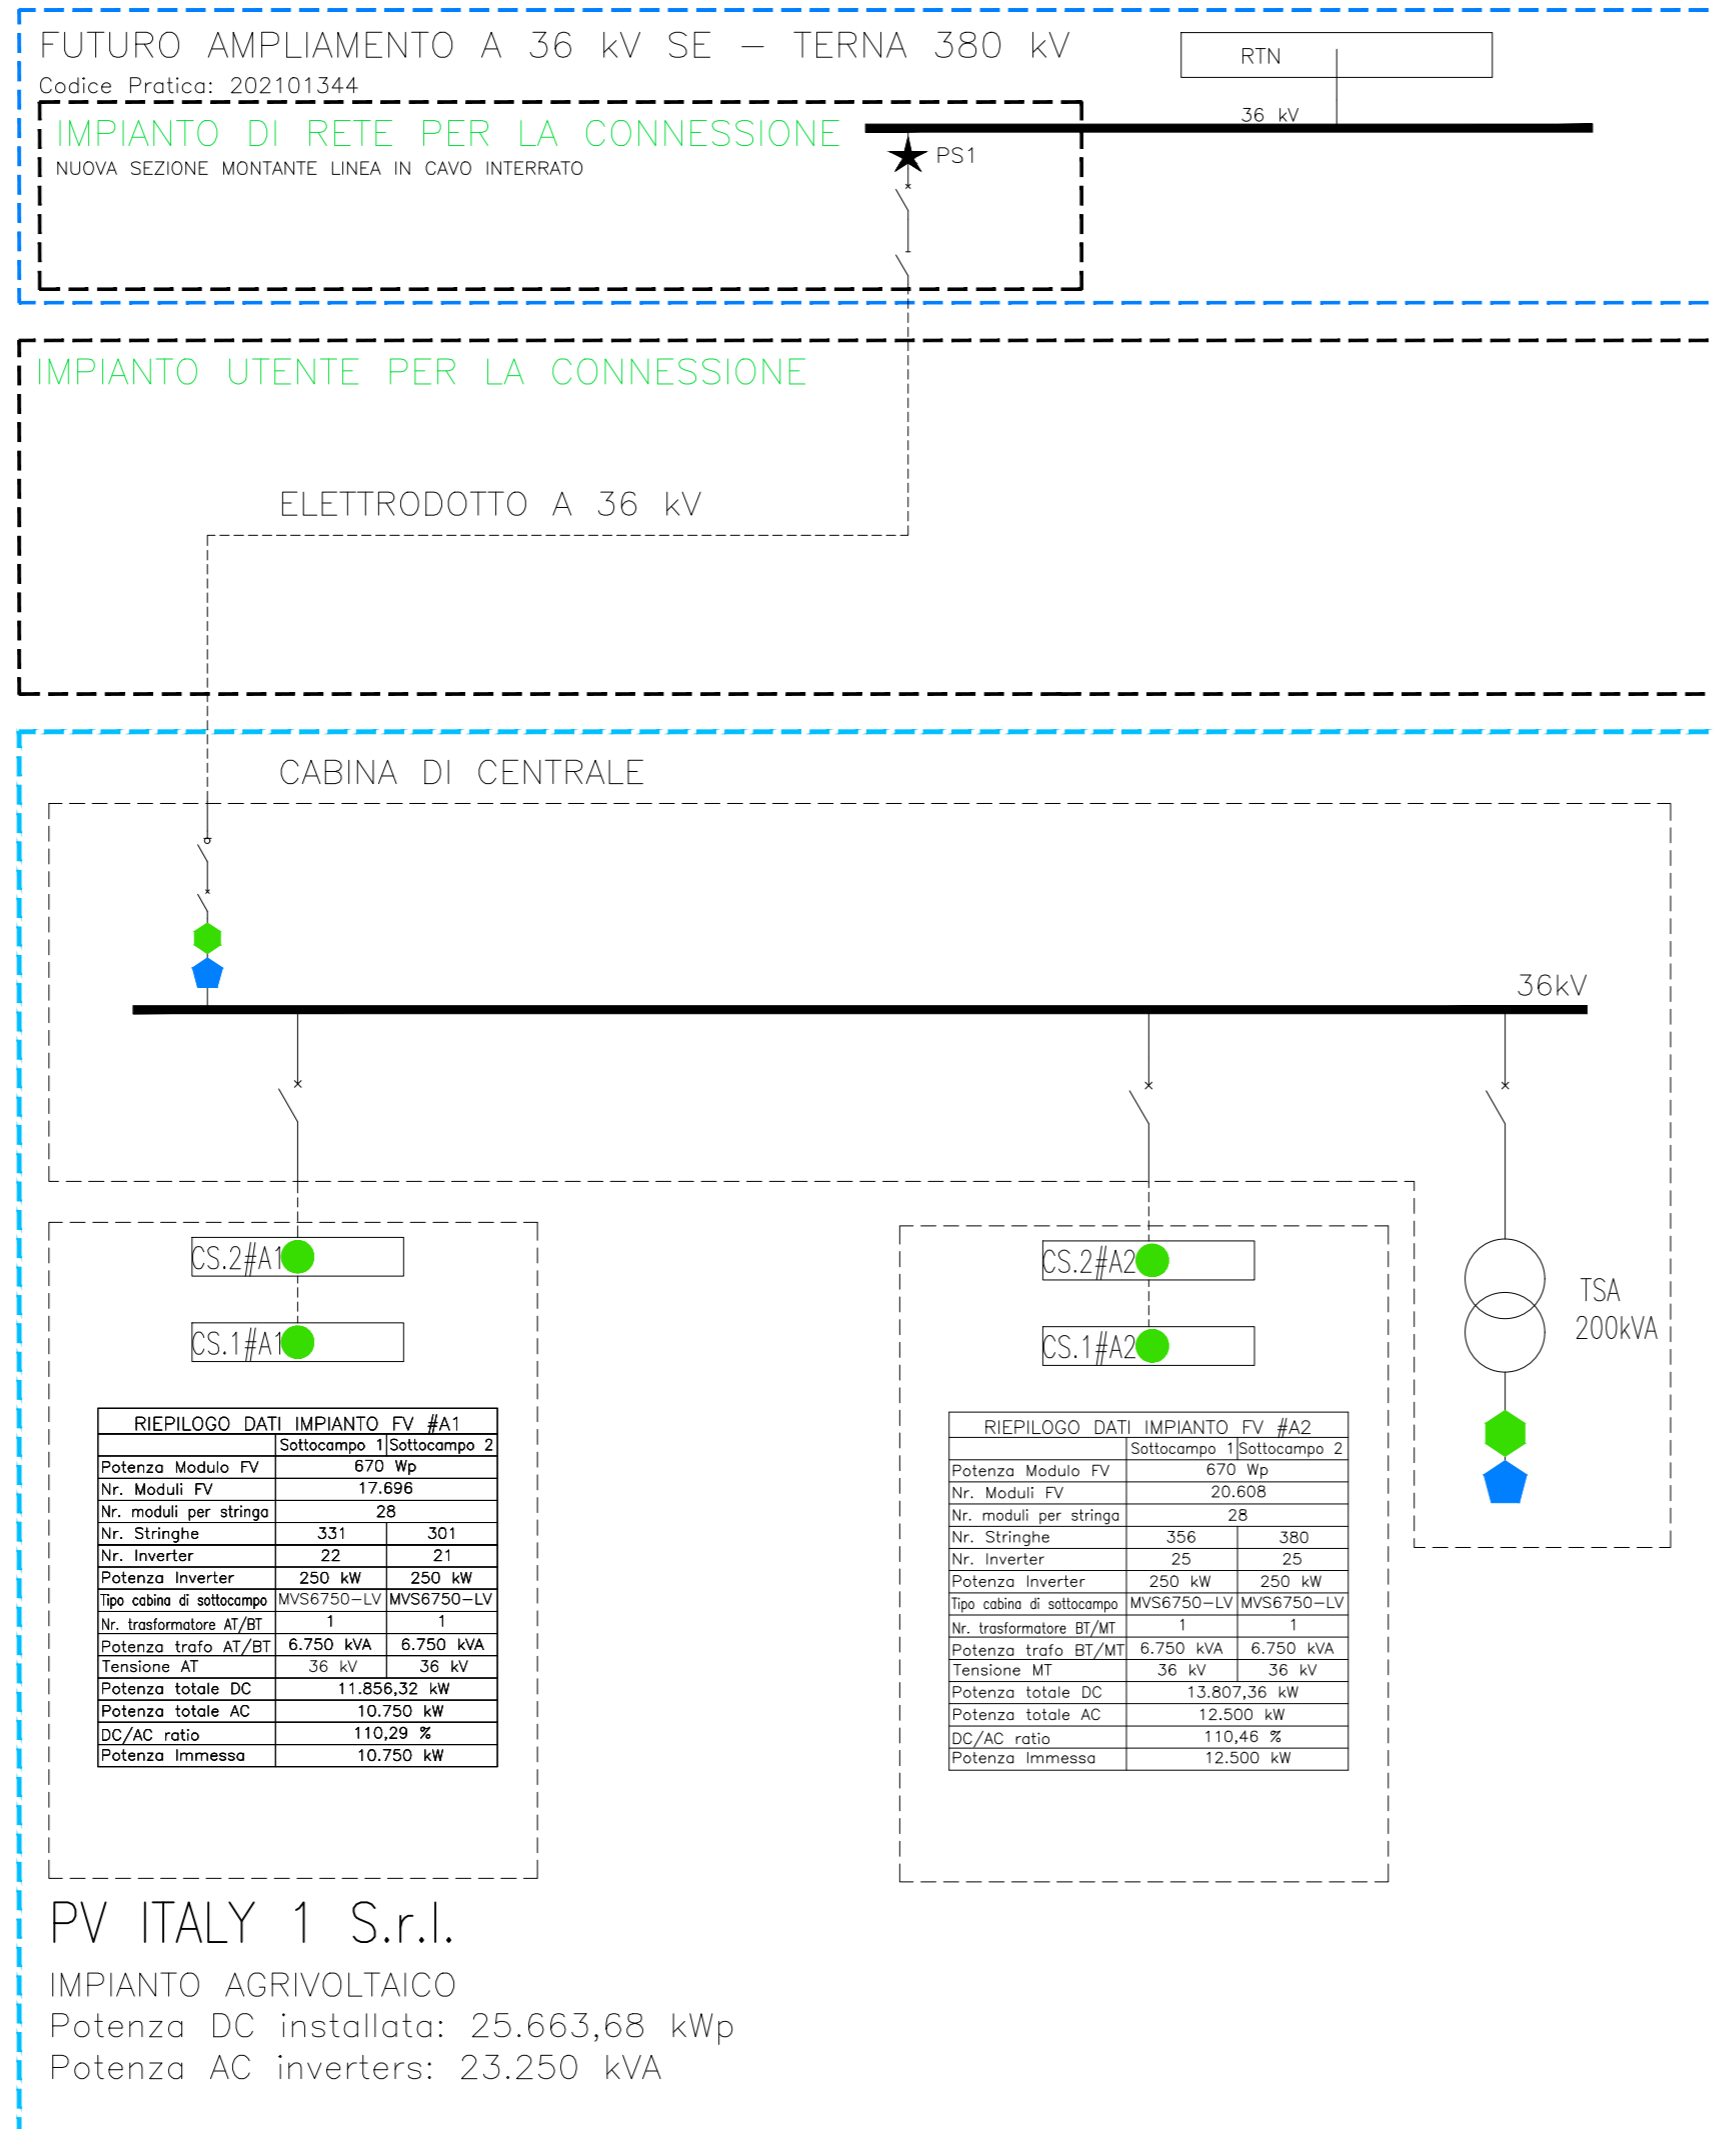 FUTURO AMPLIAMENTO A 36 kV SE – TERNA 380 kV
RTN
Codice Pratica: 202101344
36 kV
IMPIANTO DI RETE PER LA CONNESSIONE
PS1
NUOVA SEZIONE MONTANTE LINEA IN CAVO INTERRATO
IMPIANTO UTENTE PER LA CONNESSIONE
ELETTRODOTTO A 36 kV
CABINA DI CENTRALE
36kV
CS.2#A1
CS.1#A1
CS.2#A2
CS.1#A2
TSA
200kVA
RIEPILOGO DATI IMPIANTO FV #A1
Sottocampo 1 Sottocampo 2
Potenza Modulo FV 670 Wp
Nr. Moduli FV 17.696
Nr. moduli per stringa 28
Nr. Stringhe 331 301
Nr. Inverter 22 21
Potenza Inverter 250 kW 250 kW
Tipo cabina di sottocampo MVS6750–LV MVS6750–LV
Nr. trasformatore AT/BT 1 1
Potenza trafo AT/BT 6.750 kVA 6.750 kVA
Tensione AT 36 kV 36 kV
Potenza totale DC 11.856,32 kW
Potenza totale AC 10.750 kW
DC/AC ratio 110,29 %
Potenza Immessa 10.750 kW
RIEPILOGO DATI IMPIANTO FV #A2
Sottocampo 1 Sottocampo 2
Potenza Modulo FV 670 Wp
Nr. Moduli FV 20.608
Nr. moduli per stringa 28
Nr. Stringhe 356 380
Nr. Inverter 25 25
Potenza Inverter 250 kW 250 kW
Tipo cabina di sottocampo MVS6750–LV MVS6750–LV
Nr. trasformatore BT/MT 1 1
Potenza trafo BT/MT 6.750 kVA 6.750 kVA
Tensione MT 36 kV 36 kV
Potenza totale DC 13.807,36 kW
Potenza totale AC 12.500 kW
DC/AC ratio 110,46 %
Potenza Immessa 12.500 kW
PV ITALY 1 S.r.l.
IMPIANTO AGRIVOLTAICO
Potenza DC installata: 25.663,68 kWp
Potenza AC inverters: 23.250 kVA